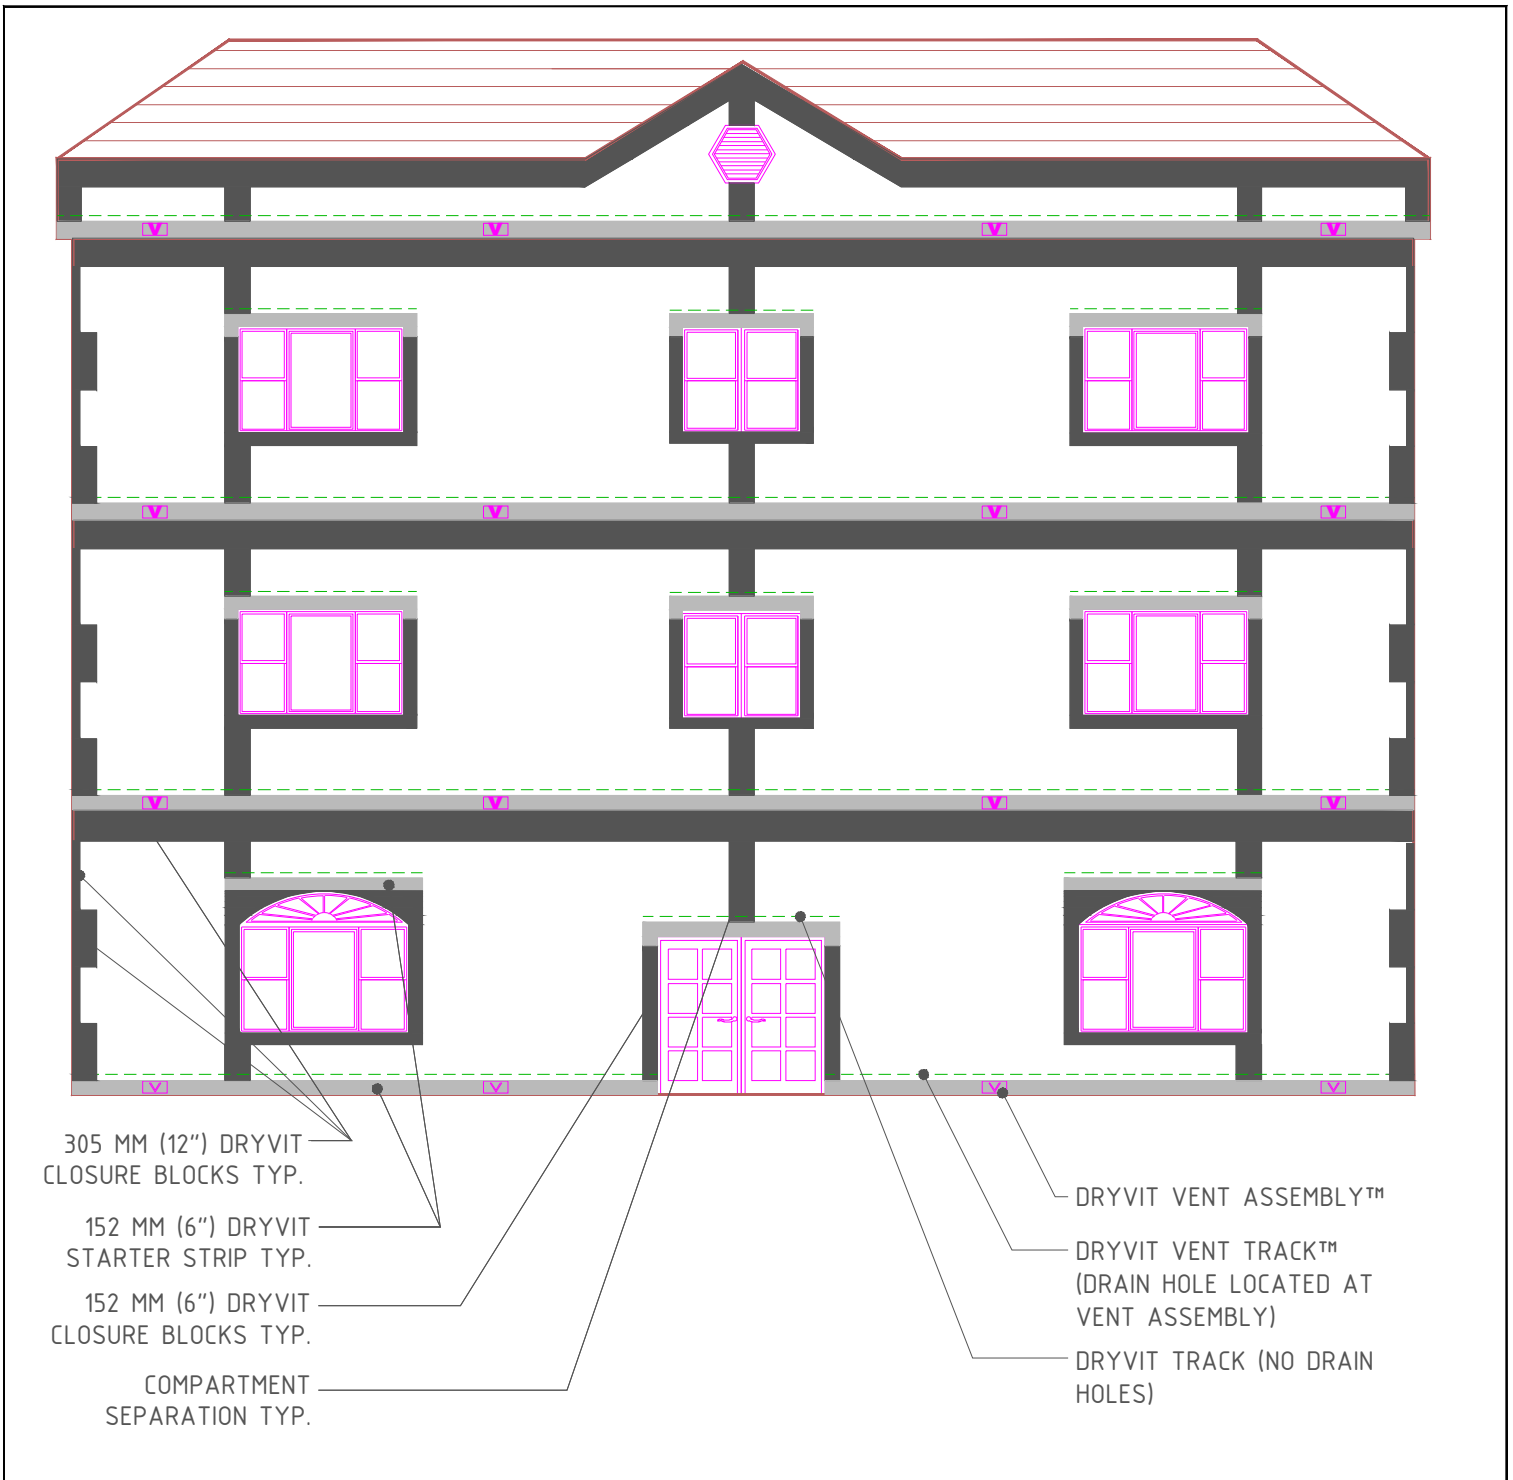 305 MM (12") DRYVIT
CLOSURE BLOCKS TYP.
152 MM (6") DRYVIT
STARTER STRIP TYP.
152 MM (6") DRYVIT
CLOSURE BLOCKS TYP.
COMPARTMENT
SEPARATION TYP.
DRYVIT VENT ASSEMBLY™
DRYVIT VENT TRACK™
(DRAIN HOLE LOCATED AT
VENT ASSEMBLY)
DRYVIT TRACK (NO DRAIN
HOLES)
V V V V
V V V V
V V V V
V V V V